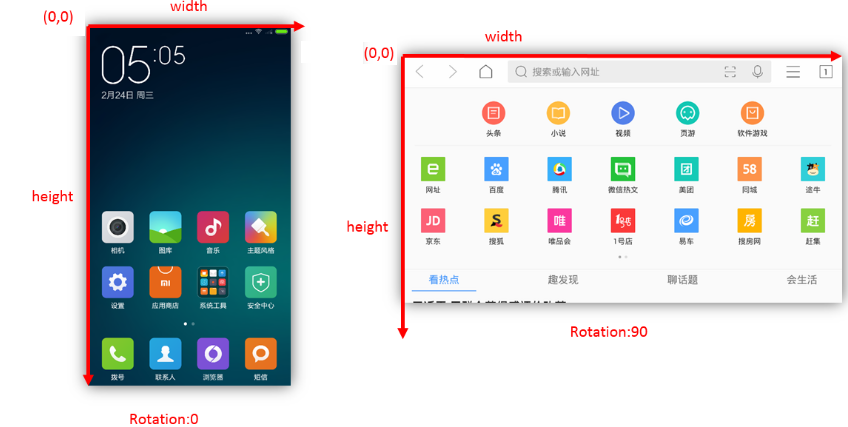 (0,0)
width
05:05
2月24日 周三
height
相机
图库
音乐
主题风格
设置
应用商店
系统工具
安全中心
拨号
联系人
浏览器
短信
Rotation:0
(0,0)
width
搜索或输入网址
1
头条
小说
视频
页游
软件游戏
网址
百度
腾讯
微信热文
美团
58
同城
途牛
height
JD
京东
搜狐
唯
唯品会
1号店
1号店
易车
房
搜房网
赶
赶集
看热点
趣发现
聊话题
会生活
Rotation:90